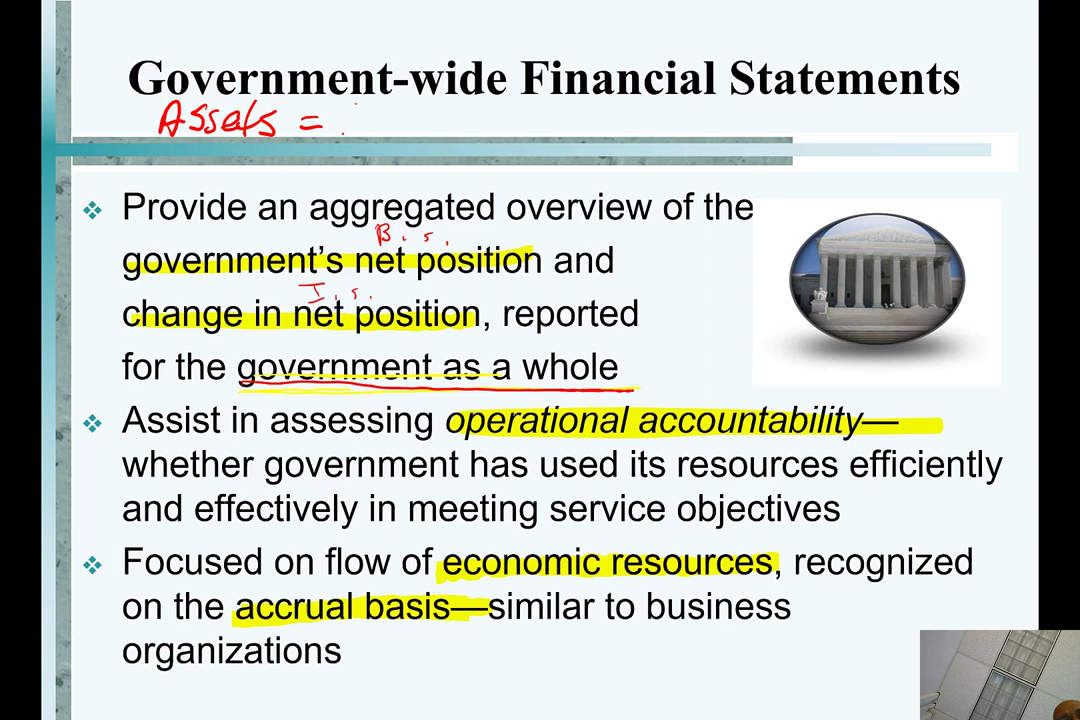 Government-wide Financial Statements
Assets =
Provide an aggregated overview of the
B.S.
government's net position and
I.S.
change in net position, reported
for the government as a whole
Assist in assessing operational accountability—
whether government has used its resources efficiently
and effectively in meeting service objectives
Focused on flow of economic resources, recognized
on the accrual basis—similar to business
organizations